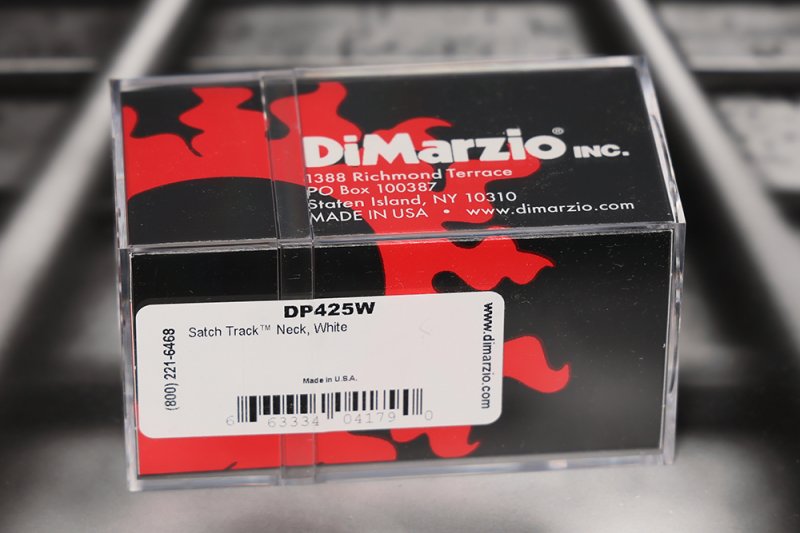 DiMarzio® INC.
1388 Richmond Terrace
PO Box 100387
Staten Island, NY 10310
MADE IN USA • www.dimarzio.com
DP425W
Satch Track™ Neck, White
(800) 221-6468
www.dimarzio.com
Made in U.S.A.
6 63334 04179 0